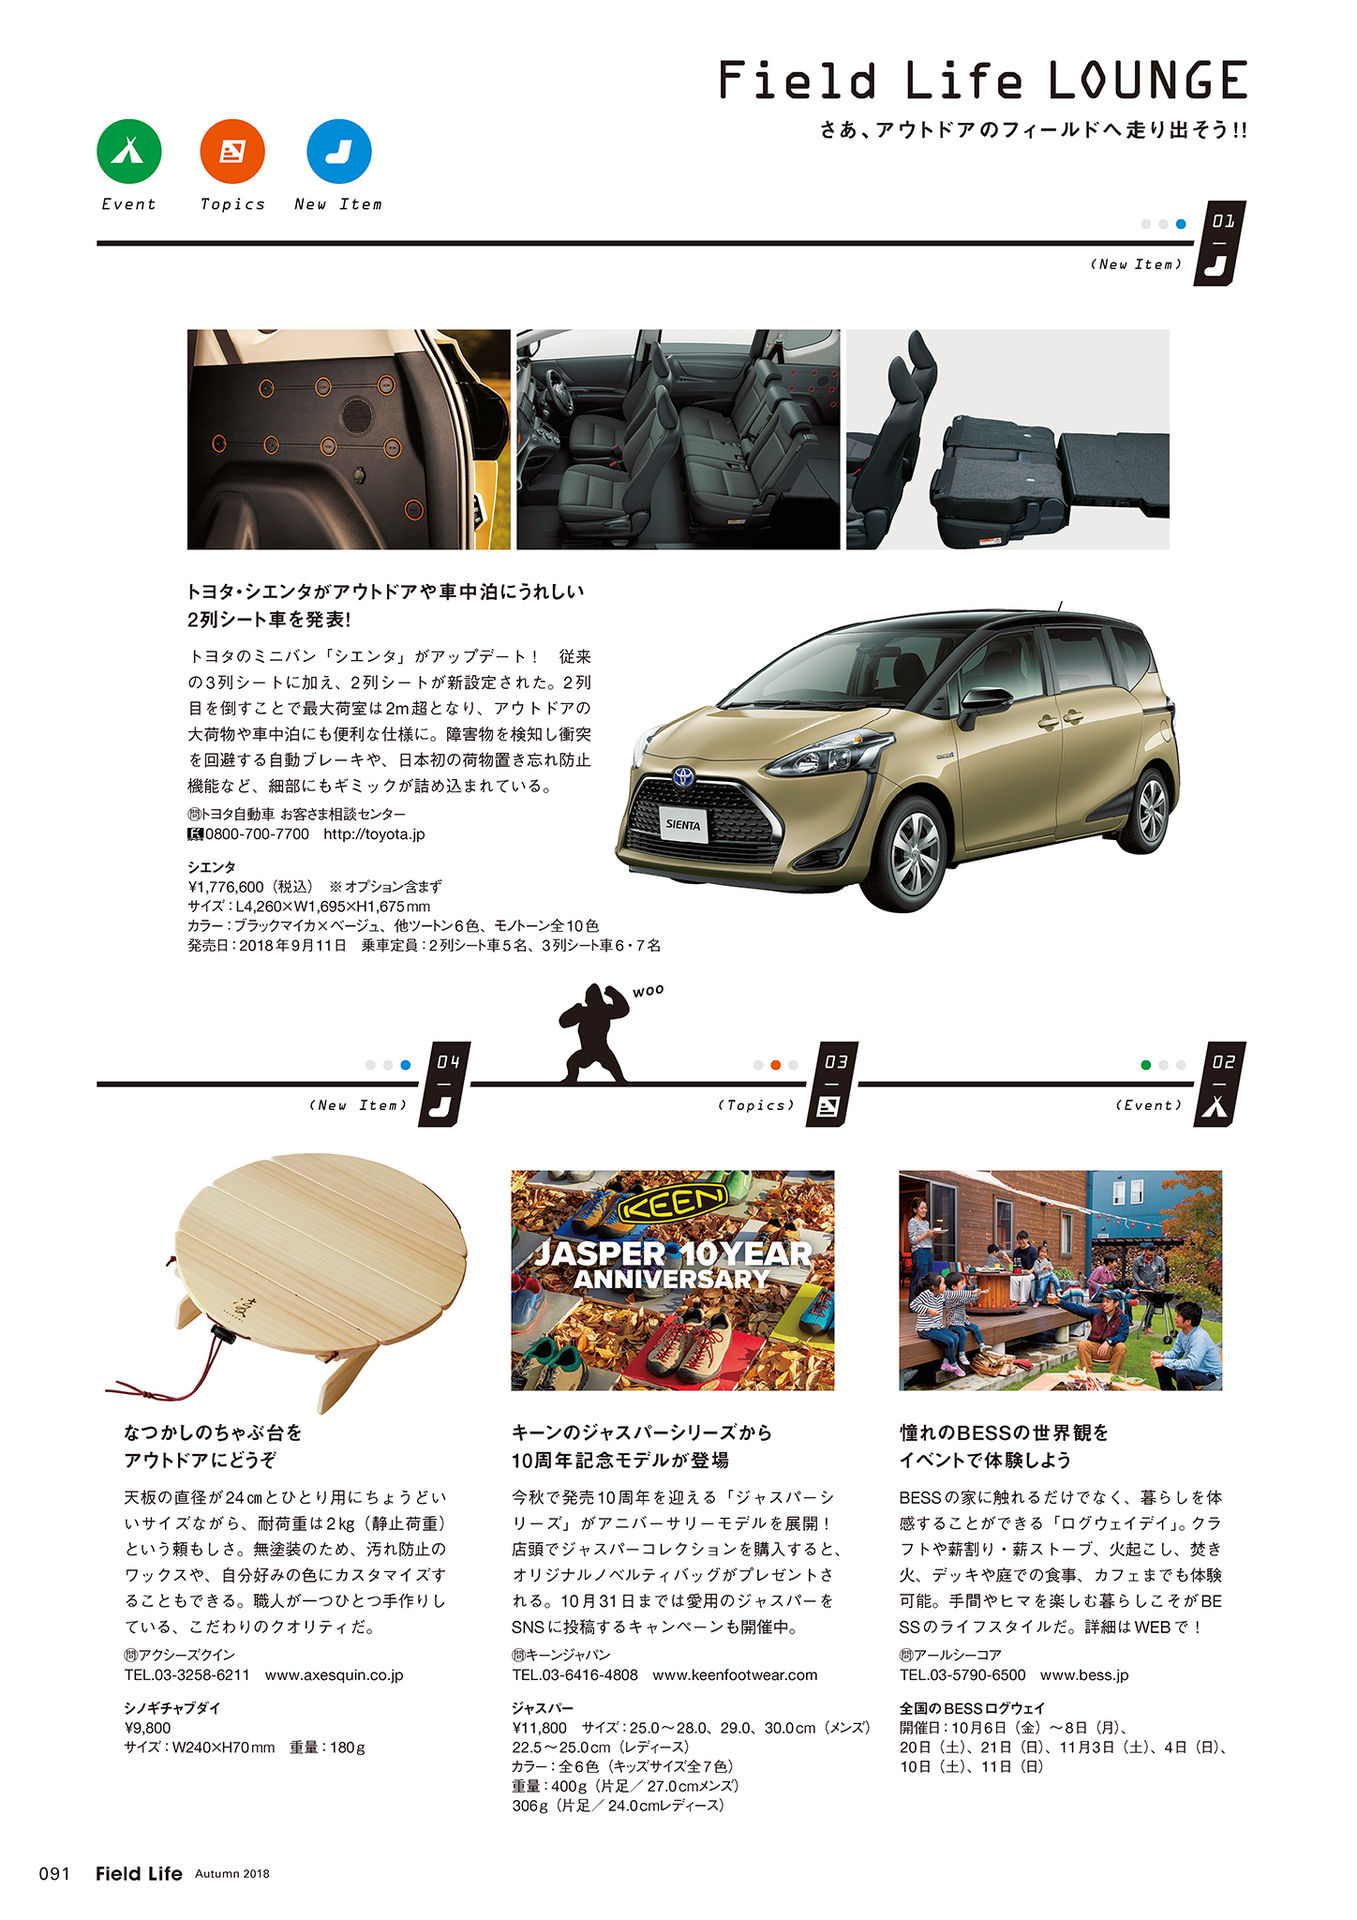 Field Life LOUNGE
さあ、アウトドアのフィールドへ走り出そう!!
Event
Topics
New Item
01
(New Item)
トヨタ・シエンタがアウトドアや車中泊にうれしい
2列シート車を発表!
トヨタのミニバン「シエンタ」がアップデート！　従来
の3列シートに加え、2列シートが新設定された。2列
目を倒すことで最大荷室は2m超となり、アウトドアの
大荷物や車中泊にも便利な仕様に。障害物を検知し衝突
を回避する自動ブレーキや、日本初の荷物置き忘れ防止
機能など、細部にもギミックが詰め込まれている。
㉄トヨタ自動車 お客さま相談センター
0800-700-7700　http://toyota.jp
シエンタ
¥1,776,600（税込）　※オプション含まず
サイズ：L4,260×W1,695×H1,675mm
カラー：ブラックマイカ×ベージュ、他ツートン6色、モノトーン全10色
発売日：2018年9月11日　乗車定員：2列シート車5名、3列シート車6・7名
SIENTA
woo
02
(Event)
憧れのBESSの世界観を
イベントで体験しよう
BESSの家に触れるだけでなく、暮らしを体
感することができる「ログウェイデイ」。クラ
フトや薪割り・薪ストーブ、火起こし、焚き
火、デッキや庭での食事、カフェまでも体験
可能。手間やヒマを楽しむ暮らしこそがBE
SSのライフスタイルだ。詳細はWEBで！
㉄アールシーコア
TEL.03-5790-6500　www.bess.jp
全国のBESSログウェイ
開催日：10月6日（金）〜8日（月）、
20日（土）、21日（日）、11月3日（土）、4日（日）、
10日（土）、11日（日）
03
(Topics)
KEEN
JASPER 10YEAR
ANNIVERSARY
キーンのジャスパーシリーズから
10周年記念モデルが登場
今秋で発売10周年を迎える「ジャスパーシ
リーズ」がアニバーサリーモデルを展開！
店頭でジャスパーコレクションを購入すると、
オリジナルノベルティバッグがプレゼントさ
れる。10月31日までは愛用のジャスパーを
SNSに投稿するキャンペーンも開催中。
㉄キーンジャパン
TEL.03-6416-4808　www.keenfootwear.com
ジャスパー
¥11,800　サイズ：25.0〜28.0、29.0、30.0cm（メンズ）
22.5〜25.0cm（レディース）
カラー：全6色（キッズサイズ全7色）
重量：400g（片足／27.0cmメンズ）
306g（片足／24.0cmレディース）
04
(New Item)
なつかしのちゃぶ台を
アウトドアにどうぞ
天板の直径が24㎝とひとり用にちょうどい
いサイズながら、耐荷重は2㎏（静止荷重）
という頼もしさ。無塗装のため、汚れ防止の
ワックスや、自分好みの色にカスタマイズす
ることもできる。職人が一つひとつ手作りし
ている、こだわりのクオリティだ。
㉄アクシーズクイン
TEL.03-3258-6211　www.axesquin.co.jp
シノギチャブダイ
¥9,800
サイズ：W240×H70mm　重量：180g
091 Field Life Autumn 2018